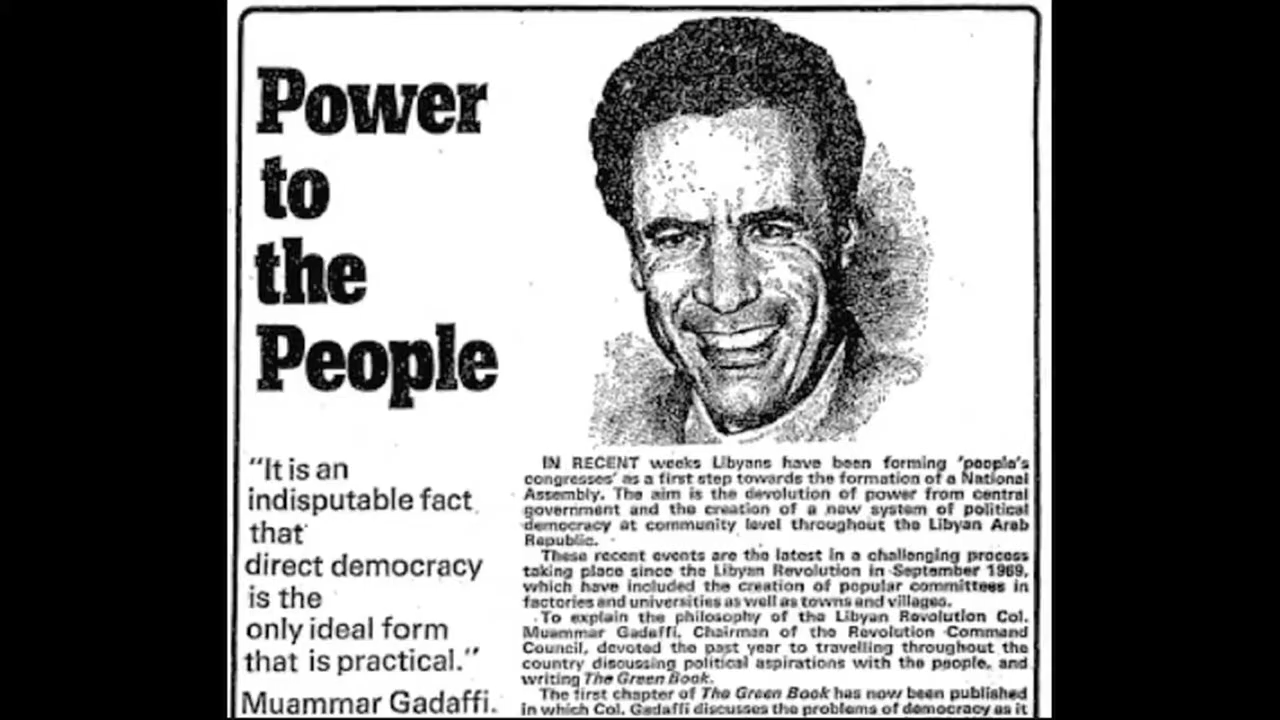 Power
to
the
People
"It is an
indisputable fact
that
direct democracy
is the
only ideal form
that is practical."
Muammar Gadaffi.
IN RECENT weeks Libyans have been forming 'people's
congresses' as a first step towards the formation of a National
Assembly. The aim is the devolution of power from central
government and the creation of a new system of political
democracy at community level throughout the Libyan Arab
Republic.
These recent events are the latest in a challenging process
taking place since the Libyan Revolution in September 1969,
which have included the creation of popular committees in
factories and universities as well as towns and villages.
To explain the philosophy of the Libyan Revolution Col.
Muammar Gadaffi, Chairman of the Revolution Command
Council, devoted the past year to travelling throughout the
country discussing political aspirations with the people, and
writing The Green Book.
The first chapter of The Green Book has now been published
in which Col. Gadaffi discusses the problems of democracy as it